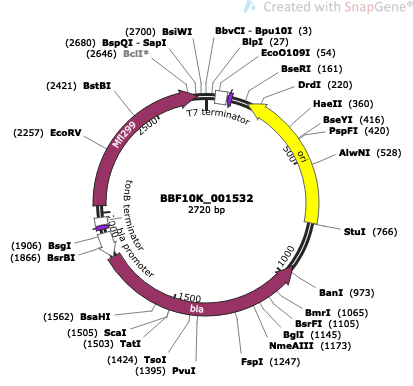 Created with SnapGene®
(2700) BsiWI
(2680) BspQI - SapI
(2646) BclI*
BbvCI - Bpu10I (3)
BlpI (27)
EcoO109I (54)
BseRI (161)
DrdI (220)
HaeII (360)
BseYI (416)
PspFI (420)
AlwNI (528)
StuI (766)
BanI (973)
BmrI (1065)
BsrFI (1105)
BglI (1145)
NmeAIII (1173)
FspI (1247)
PvuI
(1395)
TsoI
(1424)
TatI
(1503)
ScaI
(1505)
BsaHI
(1562)
(1866) BsrBI
(1906) BsgI
(2257) EcoRV
(2421) BstBI
T7 terminator
ori
bla
bla promoter
tonB terminator
Mfl299
500
1000
1500
2500
BBF10K_001532
2720 bp